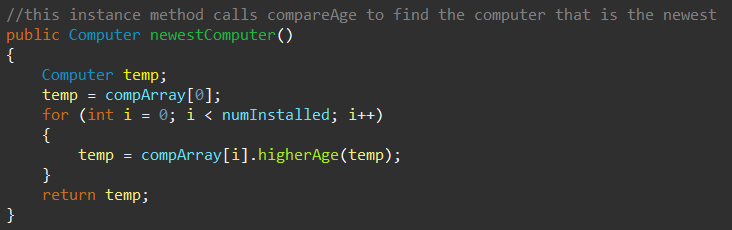 //this instance method calls compareAge to find the computer that is the newest
public Computer newestComputer()
{
    Computer temp;
    temp = compArray[0];
    for (int i = 0; i < numInstalled; i++)
    {
        temp = compArray[i].higherAge(temp);
    }
    return temp;
}